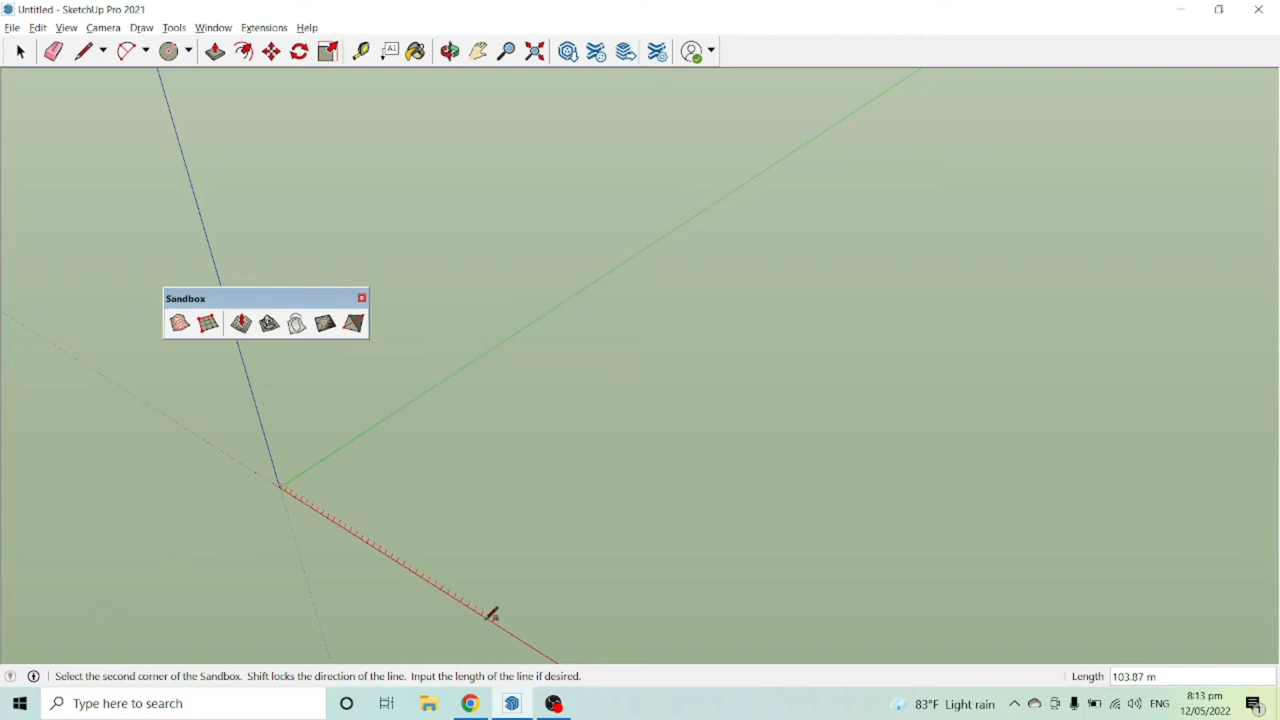 Untitled - SketchUp Pro 2021
File Edit View Camera Draw Tools Window Extensions Help
Sandbox
Select the second corner of the Sandbox. Shift locks the direction of the line. Input the length of the line if desired.
Length 103.87 m
Type here to search
83°F Light rain
ENG
8:13 pm
12/05/2022
1